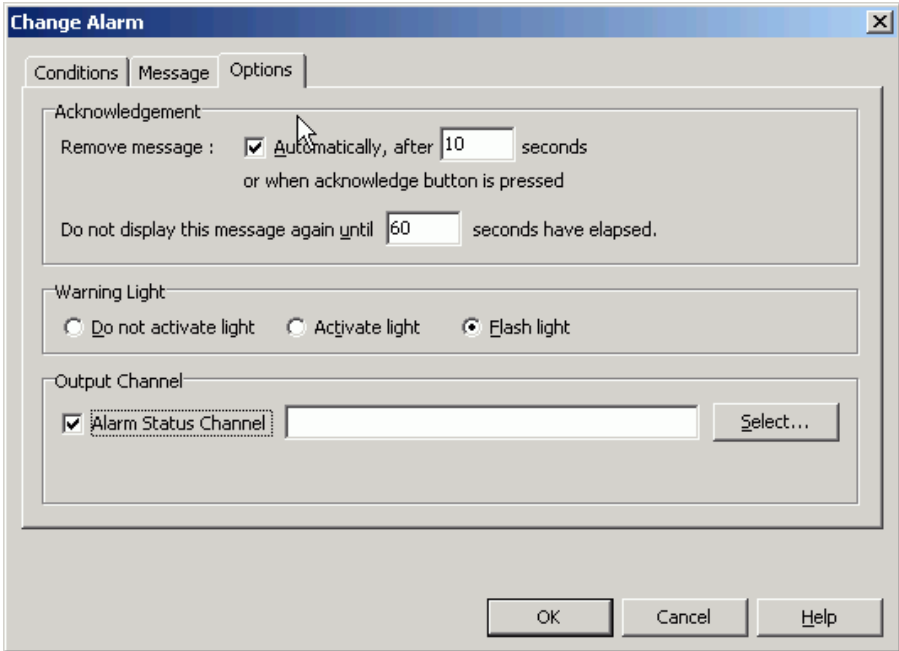 Change Alarm
Conditions Message Options
Acknowledgement
Remove message : Automatically, after 10 seconds
or when acknowledge button is pressed
Do not display this message again until 60 seconds have elapsed.
Warning Light
Do not activate light Activate light Flash light
Output Channel
Alarm Status Channel Select...
OK Cancel Help